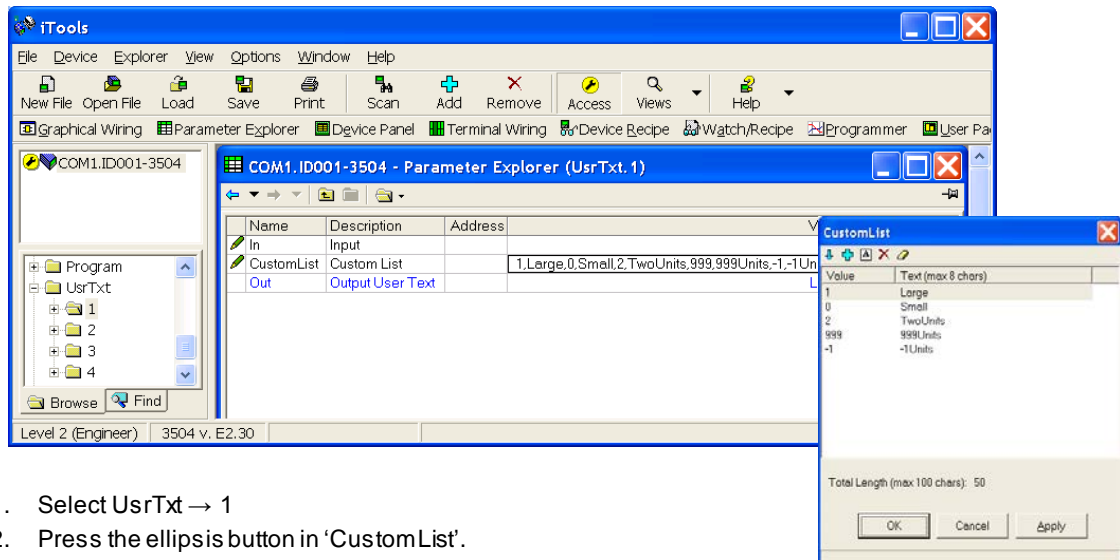 iTools
File Device Explorer View Options Window Help
New File Open File Load Save Print Scan Add Remove Access Views Help
Graphical Wiring Parameter Explorer Device Panel Terminal Wiring Device Recipe Watch/Recipe Programmer User Pa
COM1.ID001-3504
COM1.ID001-3504 - Parameter Explorer (UsrTxt.1)
Name Description Address V
In Input
CustomList Custom List 1,Large,0,Small,2,TwoUnits,999,999Units,-1,-1Un
Out Output User Text L
Program
UsrTxt
1
2
3
4
Browse Find
Level 2 (Engineer) 3504 v. E2.30
CustomList
Value Text (max 8 chars)
1 Large
0 Small
2 TwoUnits
999 999Units
-1 -1Units
Total Length (max 100 chars): 50
OK Cancel Apply
. Select UsrTxt → 1
2. Press the ellipsis button in ‘CustomList’.